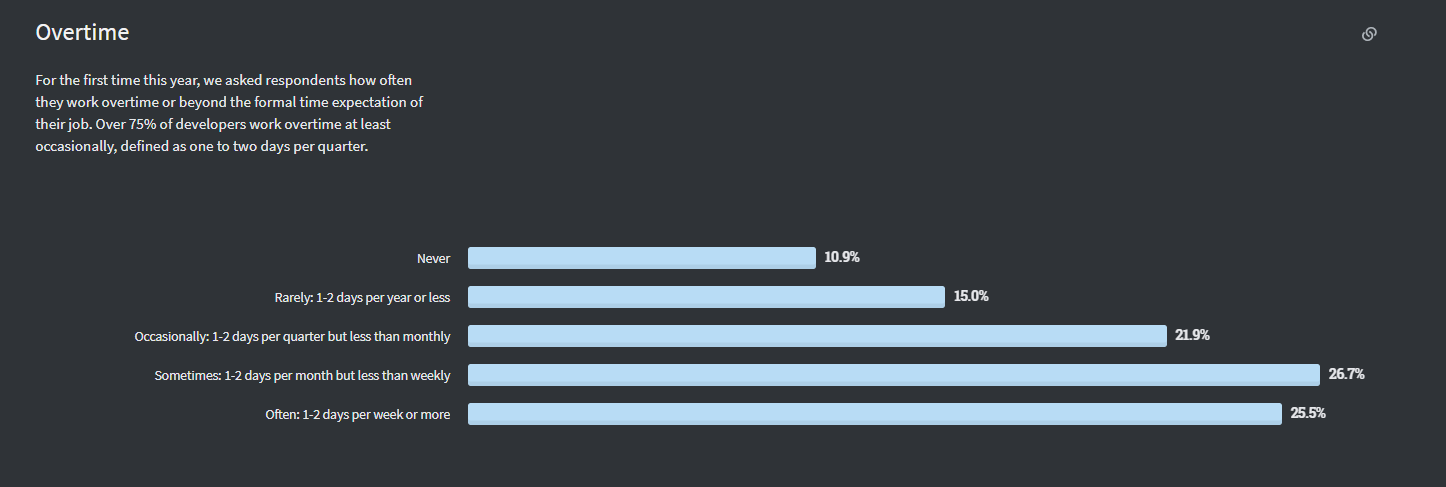 Overtime
For the first time this year, we asked respondents how often
they work overtime or beyond the formal time expectation of
their job. Over 75% of developers work overtime at least
occasionally, defined as one to two days per quarter.
Never 10.9%
Rarely: 1-2 days per year or less 15.0%
Occasionally: 1-2 days per quarter but less than monthly 21.9%
Sometimes: 1-2 days per month but less than weekly 26.7%
Often: 1-2 days per week or more 25.5%